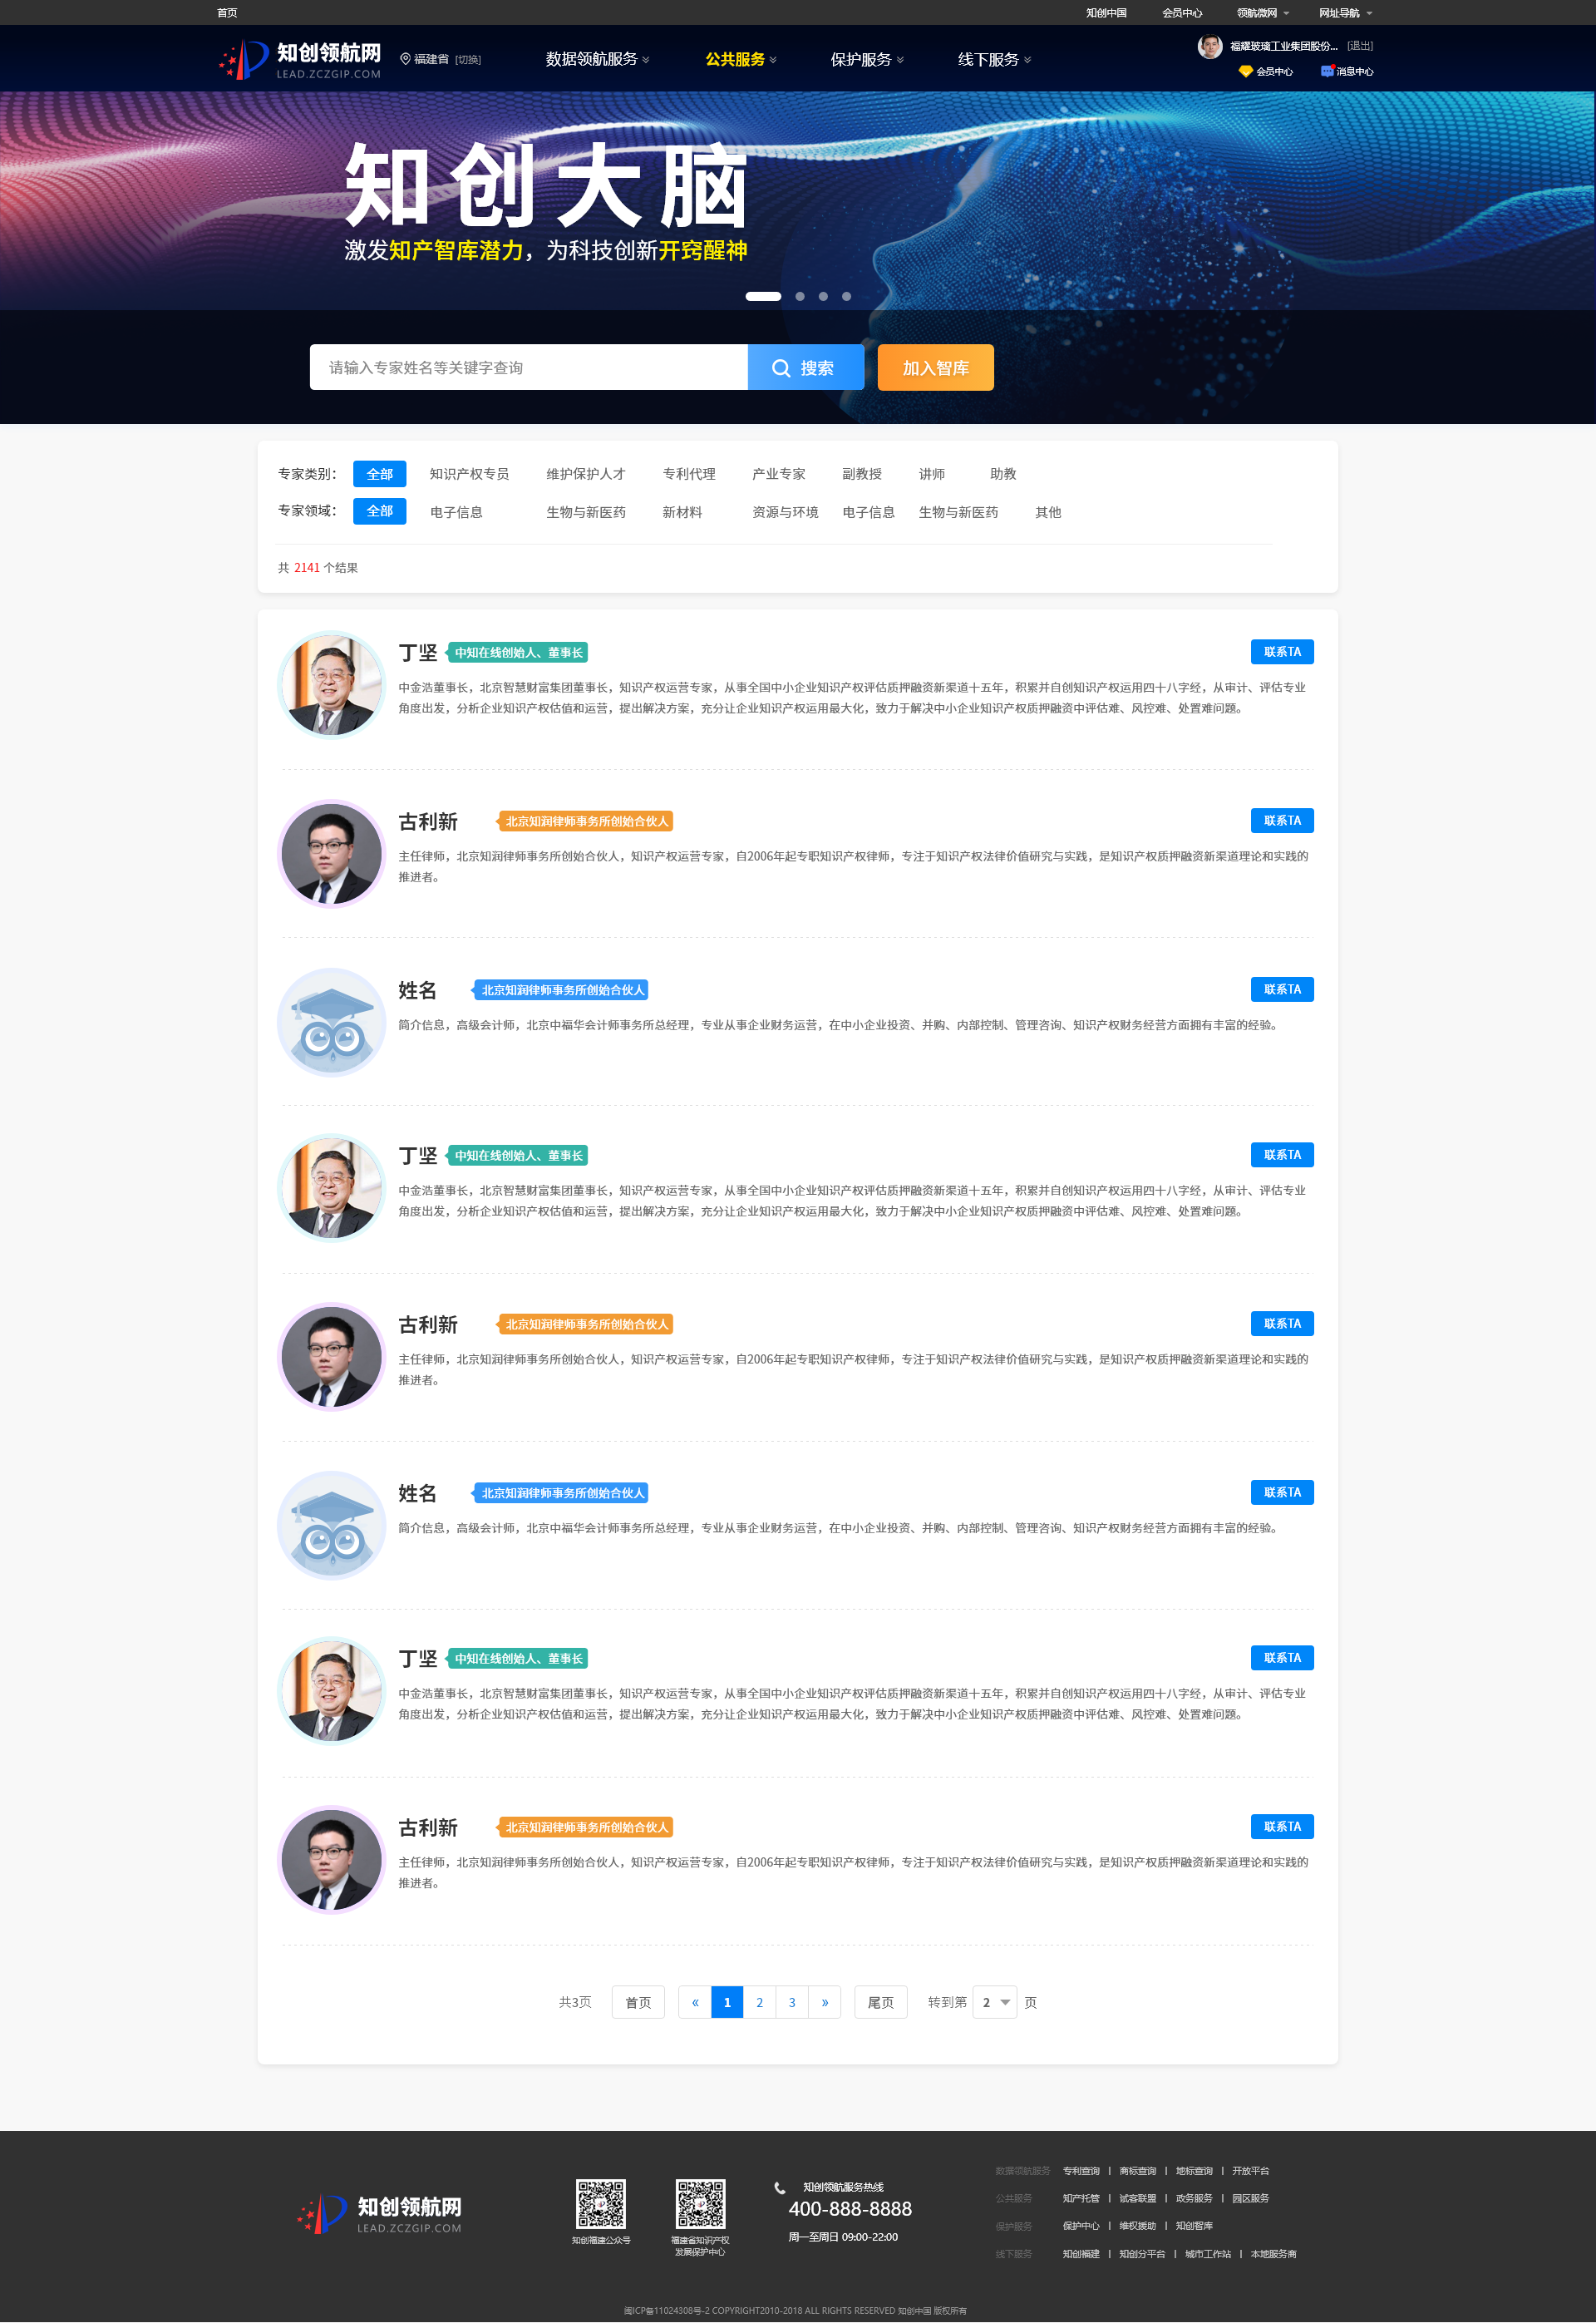 首页 知创中国 会员中心 领航微网 网址导航
知创领航网 LEAD.ZCZGIP.COM
福建省 [切换]
数据领航服务 公共服务 保护服务 线下服务
福耀玻璃工业集团股份... [退出]
会员中心 消息中心
知创大脑
激发知产智库潜力，为科技创新开窍醒神
请输入专家姓名等关键字查询 搜索 加入智库
专家类别： 全部 知识产权专员 维护保护人才 专利代理 产业专家 副教授 讲师 助教
专家领域： 全部 电子信息 生物与新医药 新材料 资源与环境 电子信息 生物与新医药 其他
共 2141 个结果
丁坚 中知在线创始人、董事长 联系TA
中金浩董事长，北京智慧财富集团董事长，知识产权运营专家，从事全国中小企业知识产权评估质押融资新渠道十五年，积累并自创知识产权运用四十八字经，从审计、评估专业
角度出发，分析企业知识产权估值和运营，提出解决方案，充分让企业知识产权运用最大化，致力于解决中小企业知识产权质押融资中评估难、风控难、处置难问题。
古利新 北京知润律师事务所创始合伙人 联系TA
主任律师，北京知润律师事务所创始合伙人，知识产权运营专家，自2006年起专职知识产权律师，专注于知识产权法律价值研究与实践，是知识产权质押融资新渠道理论和实践的
推进者。
姓名 北京知润律师事务所创始合伙人 联系TA
简介信息，高级会计师，北京中福华会计师事务所总经理，专业从事企业财务运营，在中小企业投资、并购、内部控制、管理咨询、知识产权财务经营方面拥有丰富的经验。
丁坚 中知在线创始人、董事长 联系TA
中金浩董事长，北京智慧财富集团董事长，知识产权运营专家，从事全国中小企业知识产权评估质押融资新渠道十五年，积累并自创知识产权运用四十八字经，从审计、评估专业
角度出发，分析企业知识产权估值和运营，提出解决方案，充分让企业知识产权运用最大化，致力于解决中小企业知识产权质押融资中评估难、风控难、处置难问题。
古利新 北京知润律师事务所创始合伙人 联系TA
主任律师，北京知润律师事务所创始合伙人，知识产权运营专家，自2006年起专职知识产权律师，专注于知识产权法律价值研究与实践，是知识产权质押融资新渠道理论和实践的
推进者。
姓名 北京知润律师事务所创始合伙人 联系TA
简介信息，高级会计师，北京中福华会计师事务所总经理，专业从事企业财务运营，在中小企业投资、并购、内部控制、管理咨询、知识产权财务经营方面拥有丰富的经验。
丁坚 中知在线创始人、董事长 联系TA
中金浩董事长，北京智慧财富集团董事长，知识产权运营专家，从事全国中小企业知识产权评估质押融资新渠道十五年，积累并自创知识产权运用四十八字经，从审计、评估专业
角度出发，分析企业知识产权估值和运营，提出解决方案，充分让企业知识产权运用最大化，致力于解决中小企业知识产权质押融资中评估难、风控难、处置难问题。
古利新 北京知润律师事务所创始合伙人 联系TA
主任律师，北京知润律师事务所创始合伙人，知识产权运营专家，自2006年起专职知识产权律师，专注于知识产权法律价值研究与实践，是知识产权质押融资新渠道理论和实践的
推进者。
共3页 首页 « 1 2 3 » 尾页 转到第 2 页
知创领航网
LEAD.ZCZGIP.COM
知创福建公众号
福建省知识产权
发展保护中心
知创领航服务热线
400-888-8888
周一至周日 09:00-22:00
数据领航服务 专利查询 | 商标查询 | 地标查询 | 开放平台
公共服务 知产托管 | 试客联盟 | 政务服务 | 园区服务
保护服务 保护中心 | 维权援助 | 知创智库
线下服务 知创福建 | 知创分平台 | 城市工作站 | 本地服务商
闽ICP备11024308号-2 COPYRIGHT2010-2018 ALL RIGHTS RESERVED 知创中国 版权所有